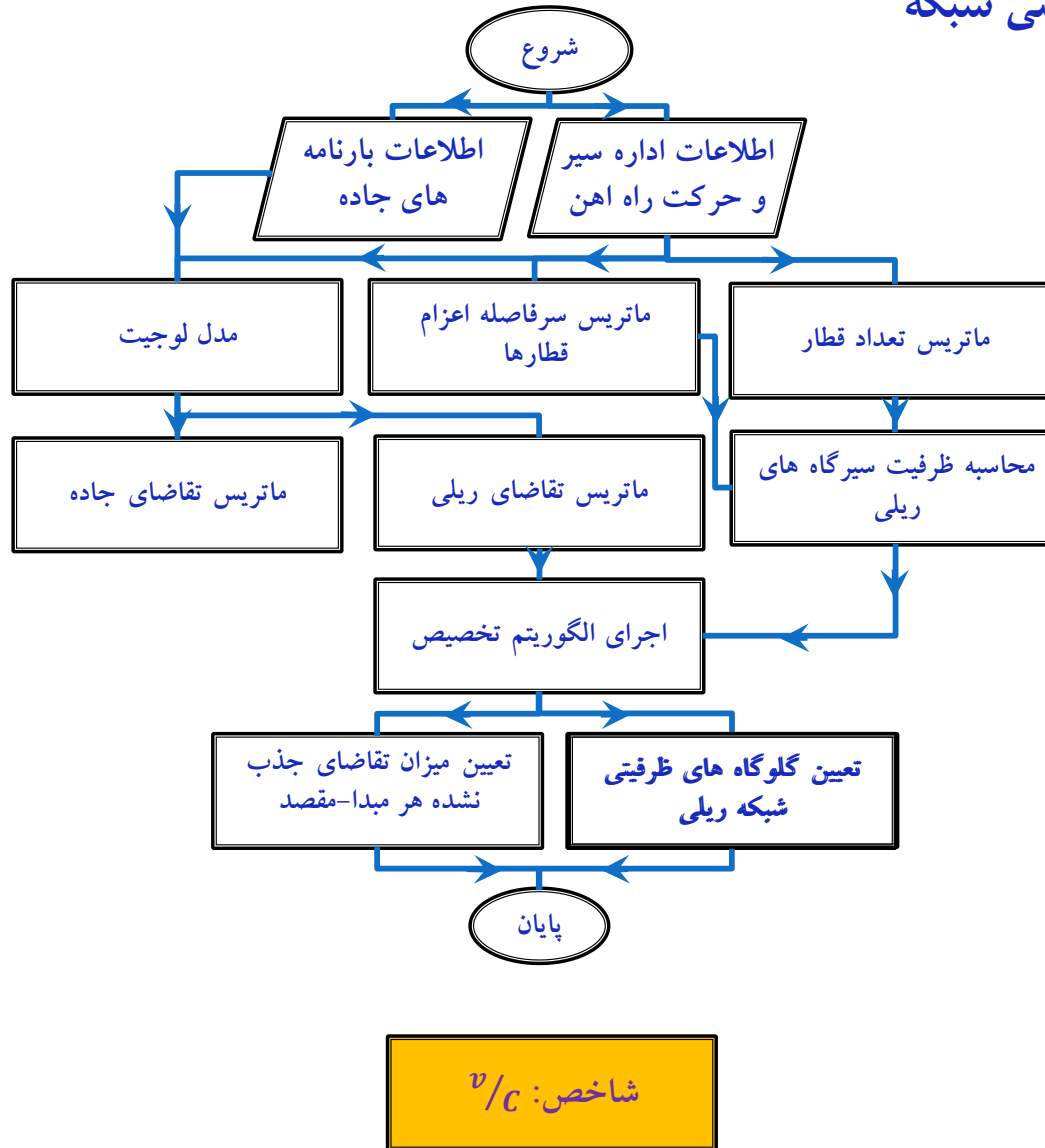 شبکه
شروع
اطلاعات اداره سیر
و حرکت راه اهن
اطلاعات بارنامه
های جاده
ماتریس تعداد قطار
ماتریس سرفاصله اعزام
قطارها
مدل لوجیت
محاسبه ظرفیت سیرگاه های
ریلی
ماتریس تقاضای ریلی
ماتریس تقاضای جاده
اجرای الگوریتم تخصیص
تعیین گلوگاه های ظرفیتی
شبکه ریلی
تعیین میزان تقاضای جذب
نشده هر مبدا-مقصد
پایان
شاخص: v/C